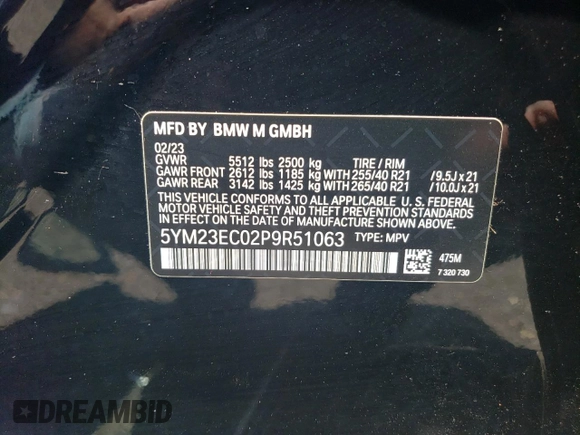 MFD BY BMW M GMBH
02/23
GVWR 5512 lbs 2500 kg TIRE / RIM
GAWR FRONT 2612 lbs 1185 kg WITH 255/40 R21 /9.5J x 21
GAWR REAR 3142 lbs 1425 kg WITH 265/40 R21 /10.0J x 21
THIS VEHICLE CONFORMS TO ALL APPLICABLE U. S. FEDERAL
MOTOR VEHICLE SAFETY, BUMPER, AND THEFT PREVENTION
STANDARDS IN EFFECT ON THE DATE OF MANUFACTURE SHOWN ABOVE.
5YM23EC02P9R51063 TYPE: MPV
475M
7 320 730
DREAMBID